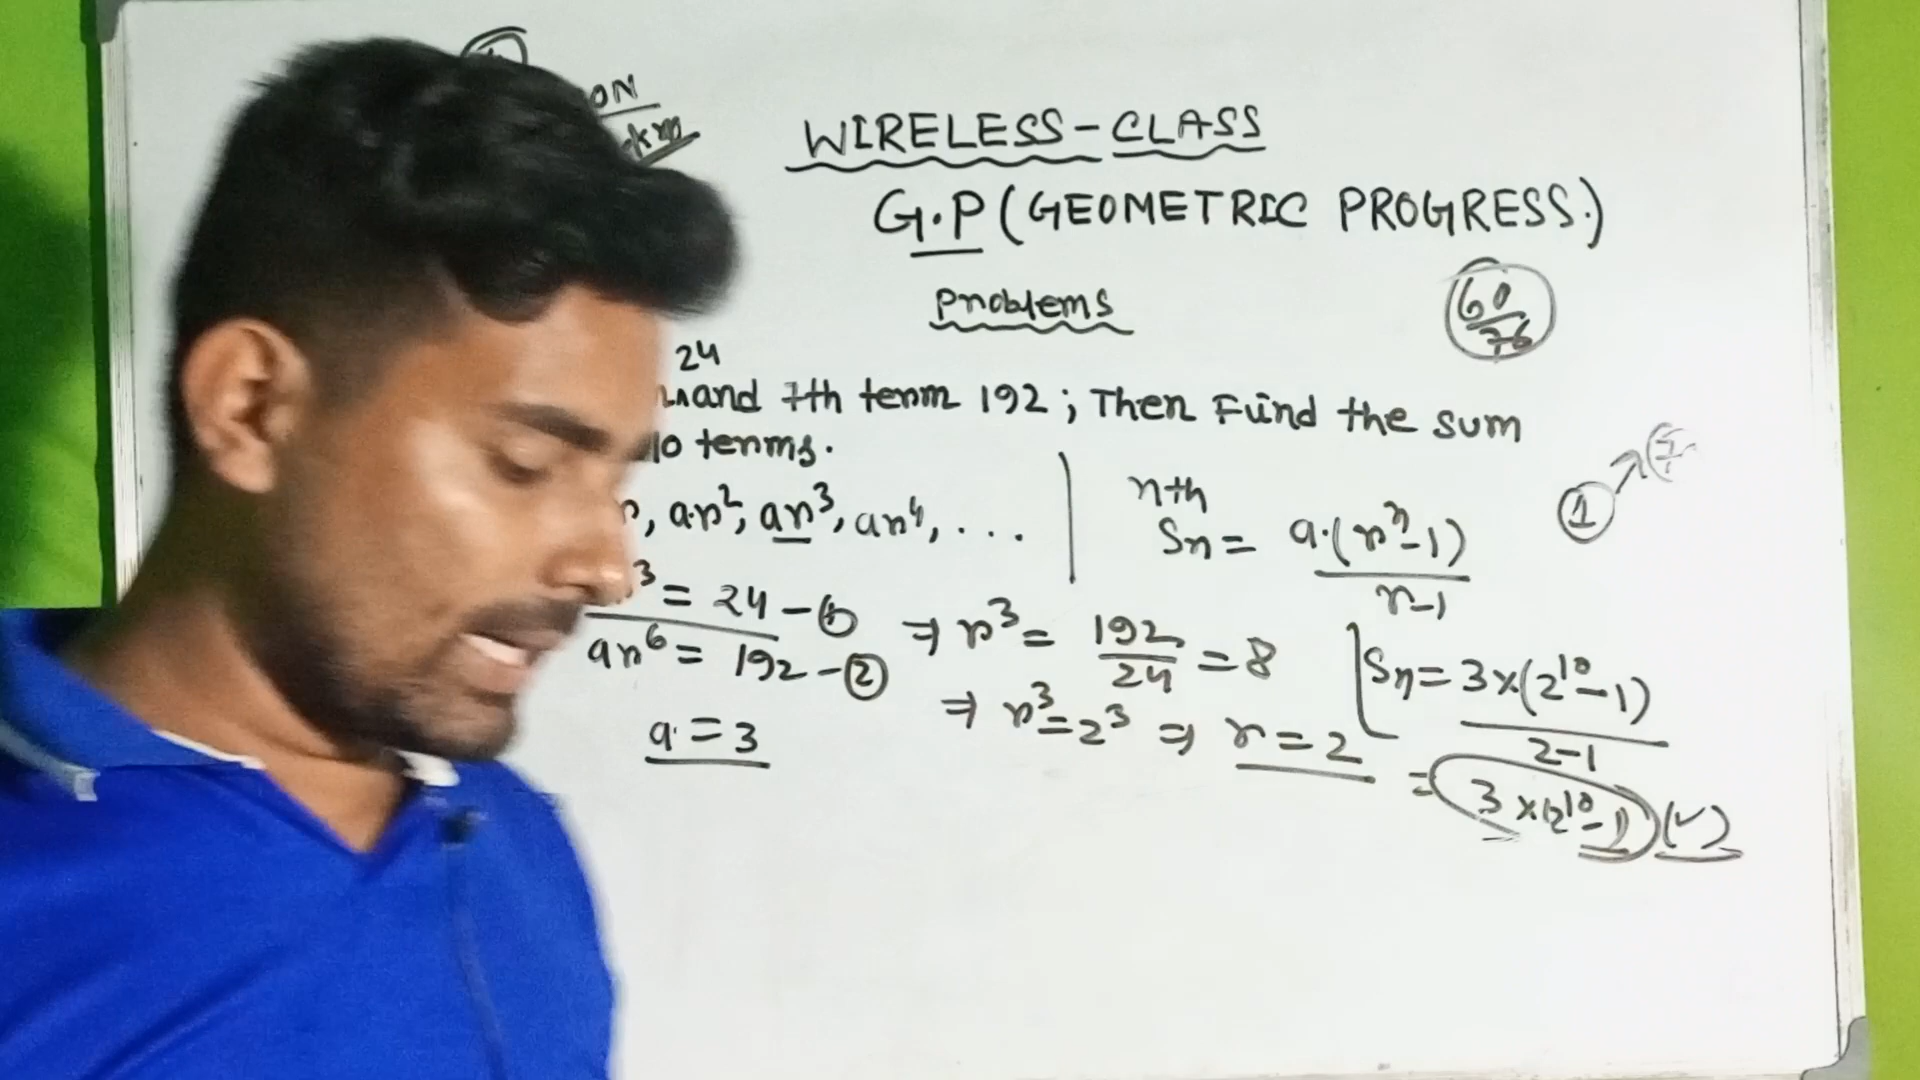 ON
km
WIRELESS-CLASS
G.P (GEOMETRIC PROGRESS.)
Problems
60/76
24
and 7th term 192 ; Then Find the sum
10 terms.
, ar², ar³, ar⁴, ...
nth
Sn = a.(rⁿ-1)/r-1
1
³ = 24 - ①
ar⁶ = 192 - ②
⇒ r³ = 192/24 = 8
⇒ r³ = 2³ ⇒ r = 2
a = 3
Sn = 3×(2¹⁰-1)/2-1
= 3×(2¹⁰-1) (✓)